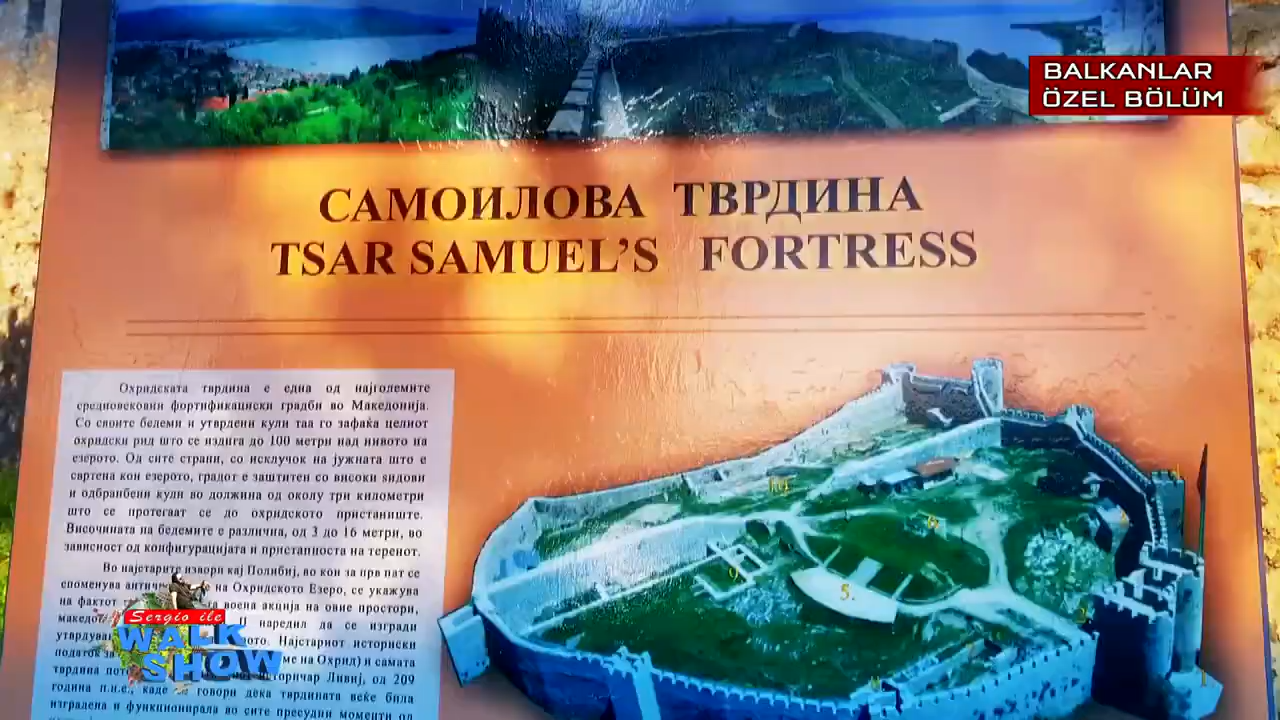 BALKANLAR
ÖZEL BÖLÜM
САМОИЛОВА ТВРДИНА
TSAR SAMUEL'S FORTRESS
Охридската тврдина е една од најголемите
средновековни фортификациски градби во Македонија.
Со своите бедеми и утврдени кули таа го зафаќа целиот
охридски рид што се издига до 100 метри над нивото на
езерото. Од сите страни, со исклучок на јужната што е
свртена кон езерото, градот е заштитен со високи ѕидови
и одбранбени кули во должина од околу три километри
што се протегаат се до охридското пристаниште.
Височината на бедемите е различна, од 3 до 16 метри, во
зависност од конфигурацијата и пристапноста на теренот.
Во најстарите извори кај Полибиј, во кои за прв пат се
споменува на Охридското Езеро, се укажува
на фактот воена акција на овие простори,
наредил да се изгради
Најстариот историски
ме на Охрид) и самата
тврдина Ливиј, од 209
година п.н.е., каде говори дека тврдината веќе била
изградена и функционирала во сите пресудни моменти од
Sergio ile
WALK
SHOW
5.
6.
9.